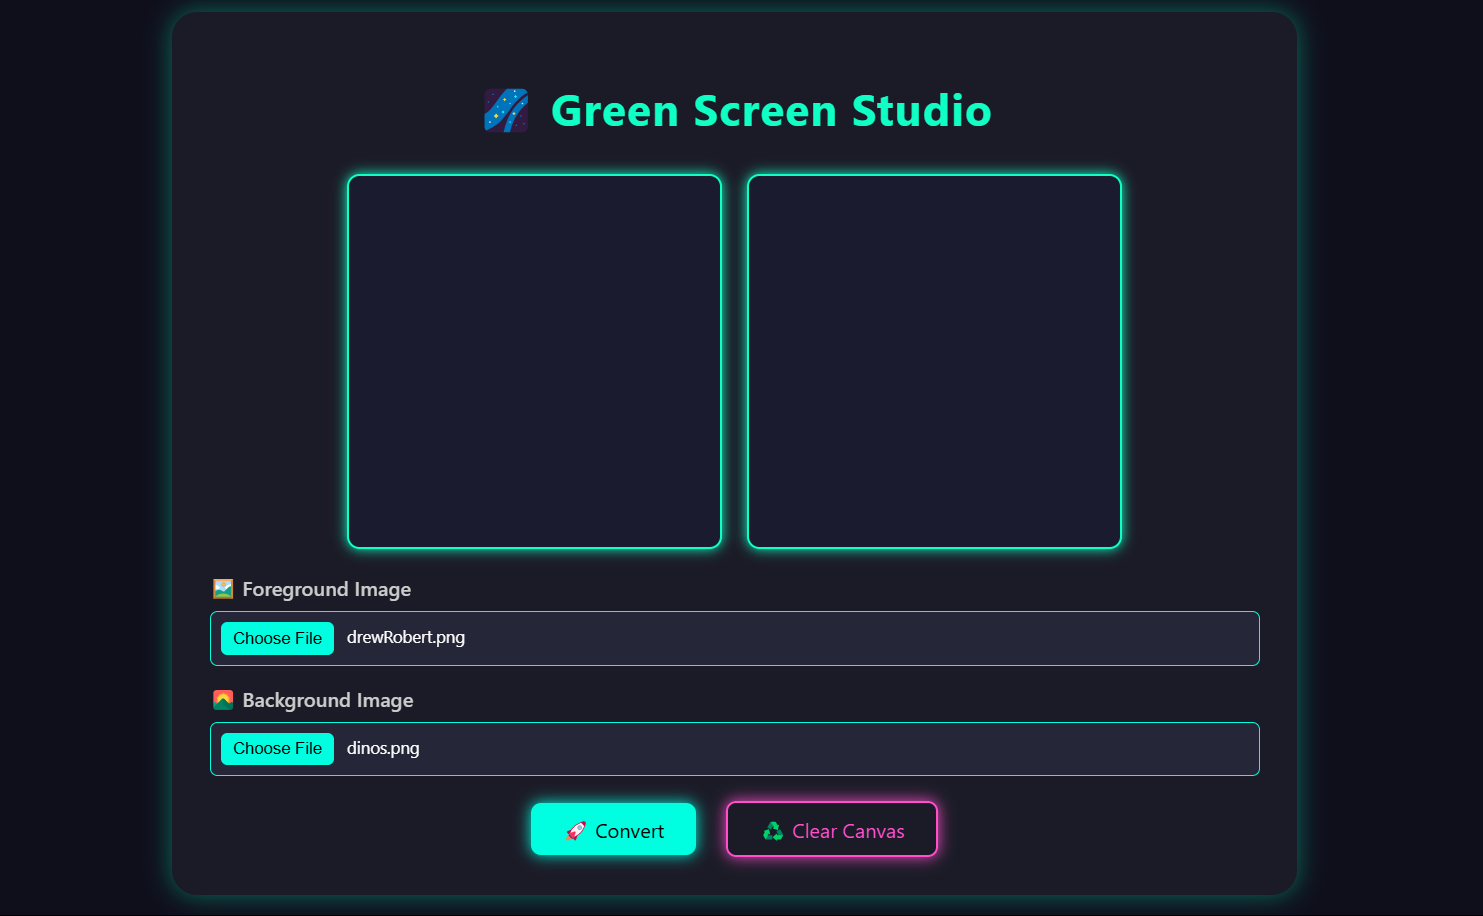 Green Screen Studio
Foreground Image
Choose File drewRobert.png
Background Image
Choose File dinos.png
Convert
Clear Canvas